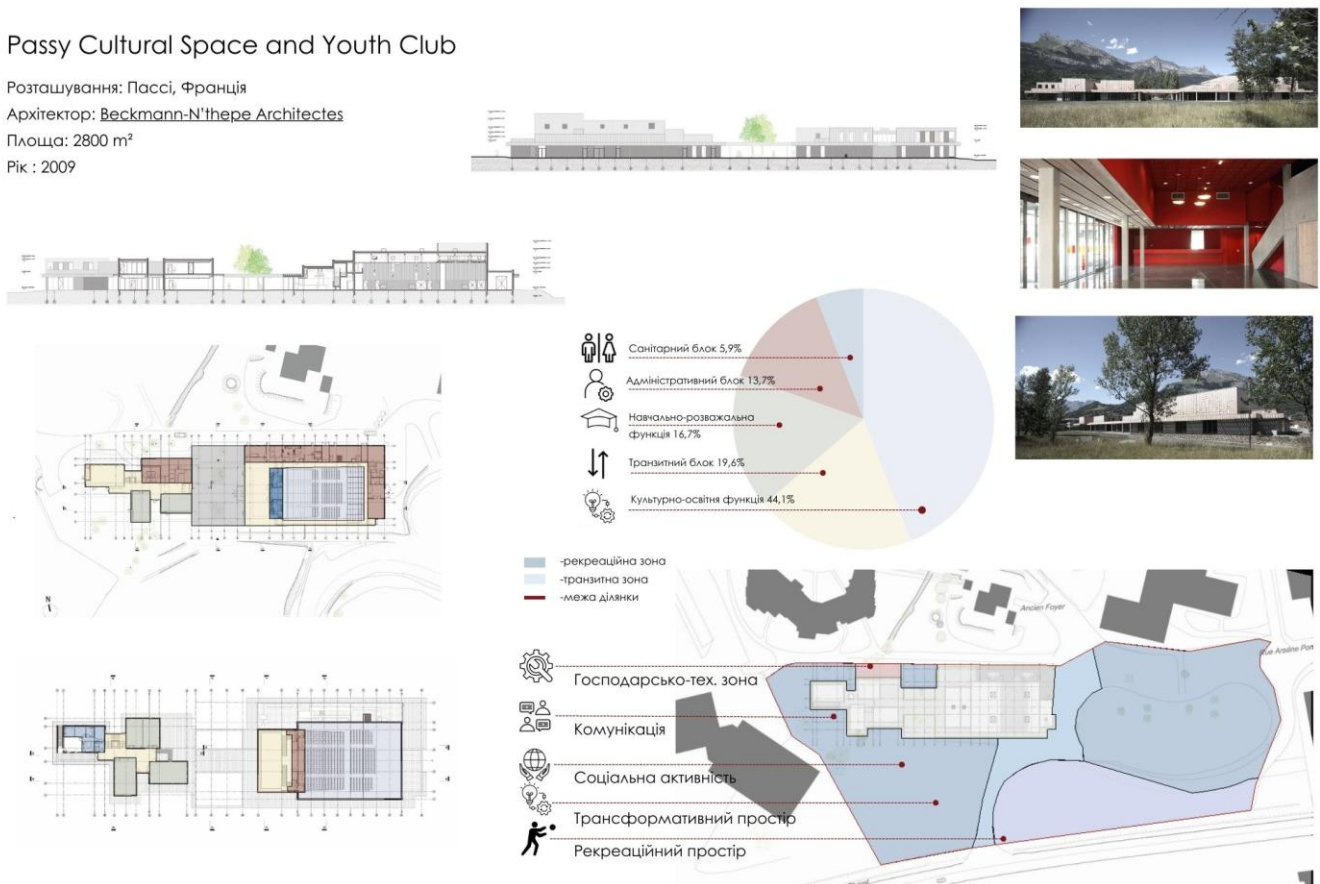 Passy Cultural Space and Youth Club
Розташування: Пассі, Франція
Архітектор: Beckmann-N'thepe Architectes
Площа: 2800 m²
Рік : 2009
Санітарний блок 5,9%
Адміністративний блок 13,7%
Навчально-розважальна
функція 16,7%
Транзитний блок 19,6%
Культурно-освітня функція 44,1%
-рекреаційна зона
-транзитна зона
-межа ділянки
Господарсько-тех. зона
Комунікація
Соціальна активність
Трансформативний простір
Рекреаційний простір
Ancien Foyer
N